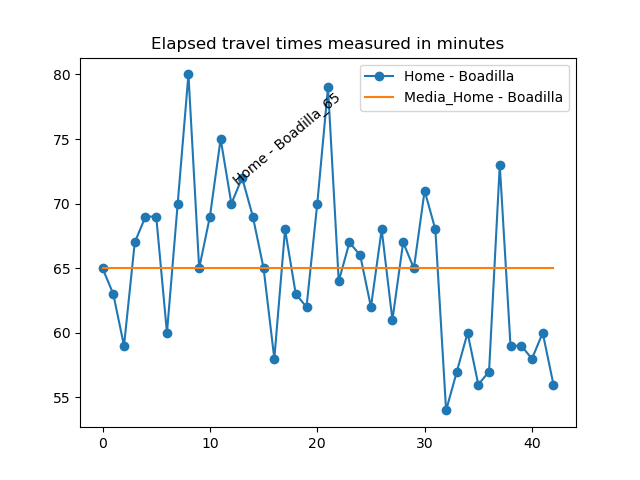 Elapsed travel times measured in minutes
80
75
70
65
60
55
0
10
20
30
40
Home - Boadilla
Media_Home - Boadilla
Home - Boadilla_65